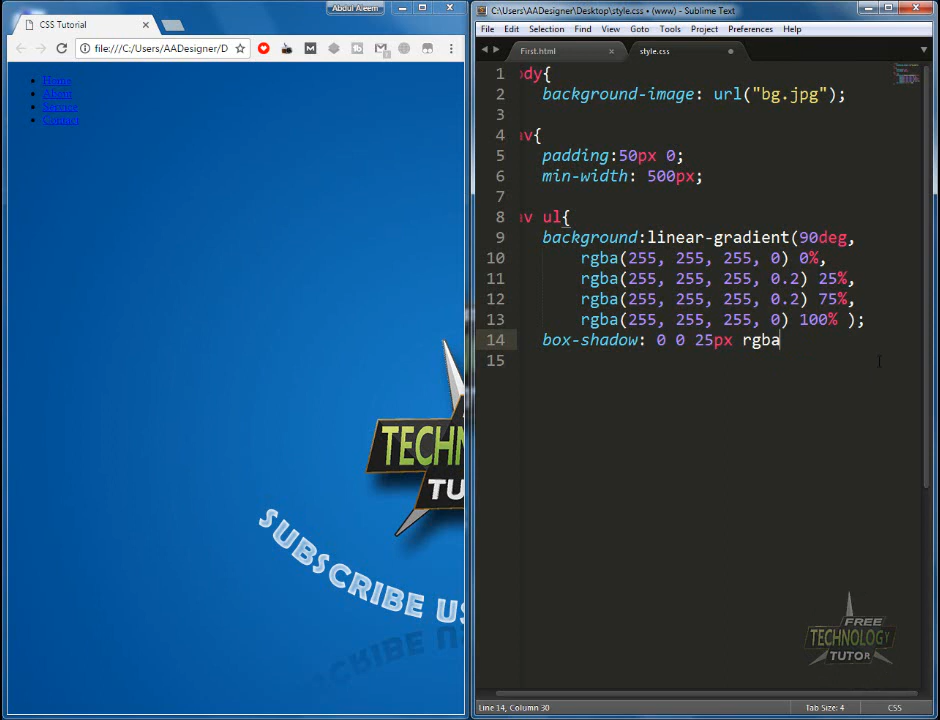 Abdul Aleem
CSS Tutorial
file:///C:/Users/AADesigner/D
Home
About
Service
Contact
TECHN
TU
SUBSCRIBE US
C:\Users\AADesigner\Desktop\style.css • (www) - Sublime Text
File Edit Selection Find View Goto Tools Project Preferences Help
First.html
style.css
1 ody{
2 background-image: url("bg.jpg");
3
4 av{
5 padding:50px 0;
6 min-width: 500px;
7
8 av ul{
9 background:linear-gradient(90deg,
10 rgba(255, 255, 255, 0) 0%,
11 rgba(255, 255, 255, 0.2) 25%,
12 rgba(255, 255, 255, 0.2) 75%,
13 rgba(255, 255, 255, 0) 100% );
14 box-shadow: 0 0 25px rgba
15
FREE
TECHNOLOGY
TUTOR
Line 14, Column 30
Tab Size: 4
CSS